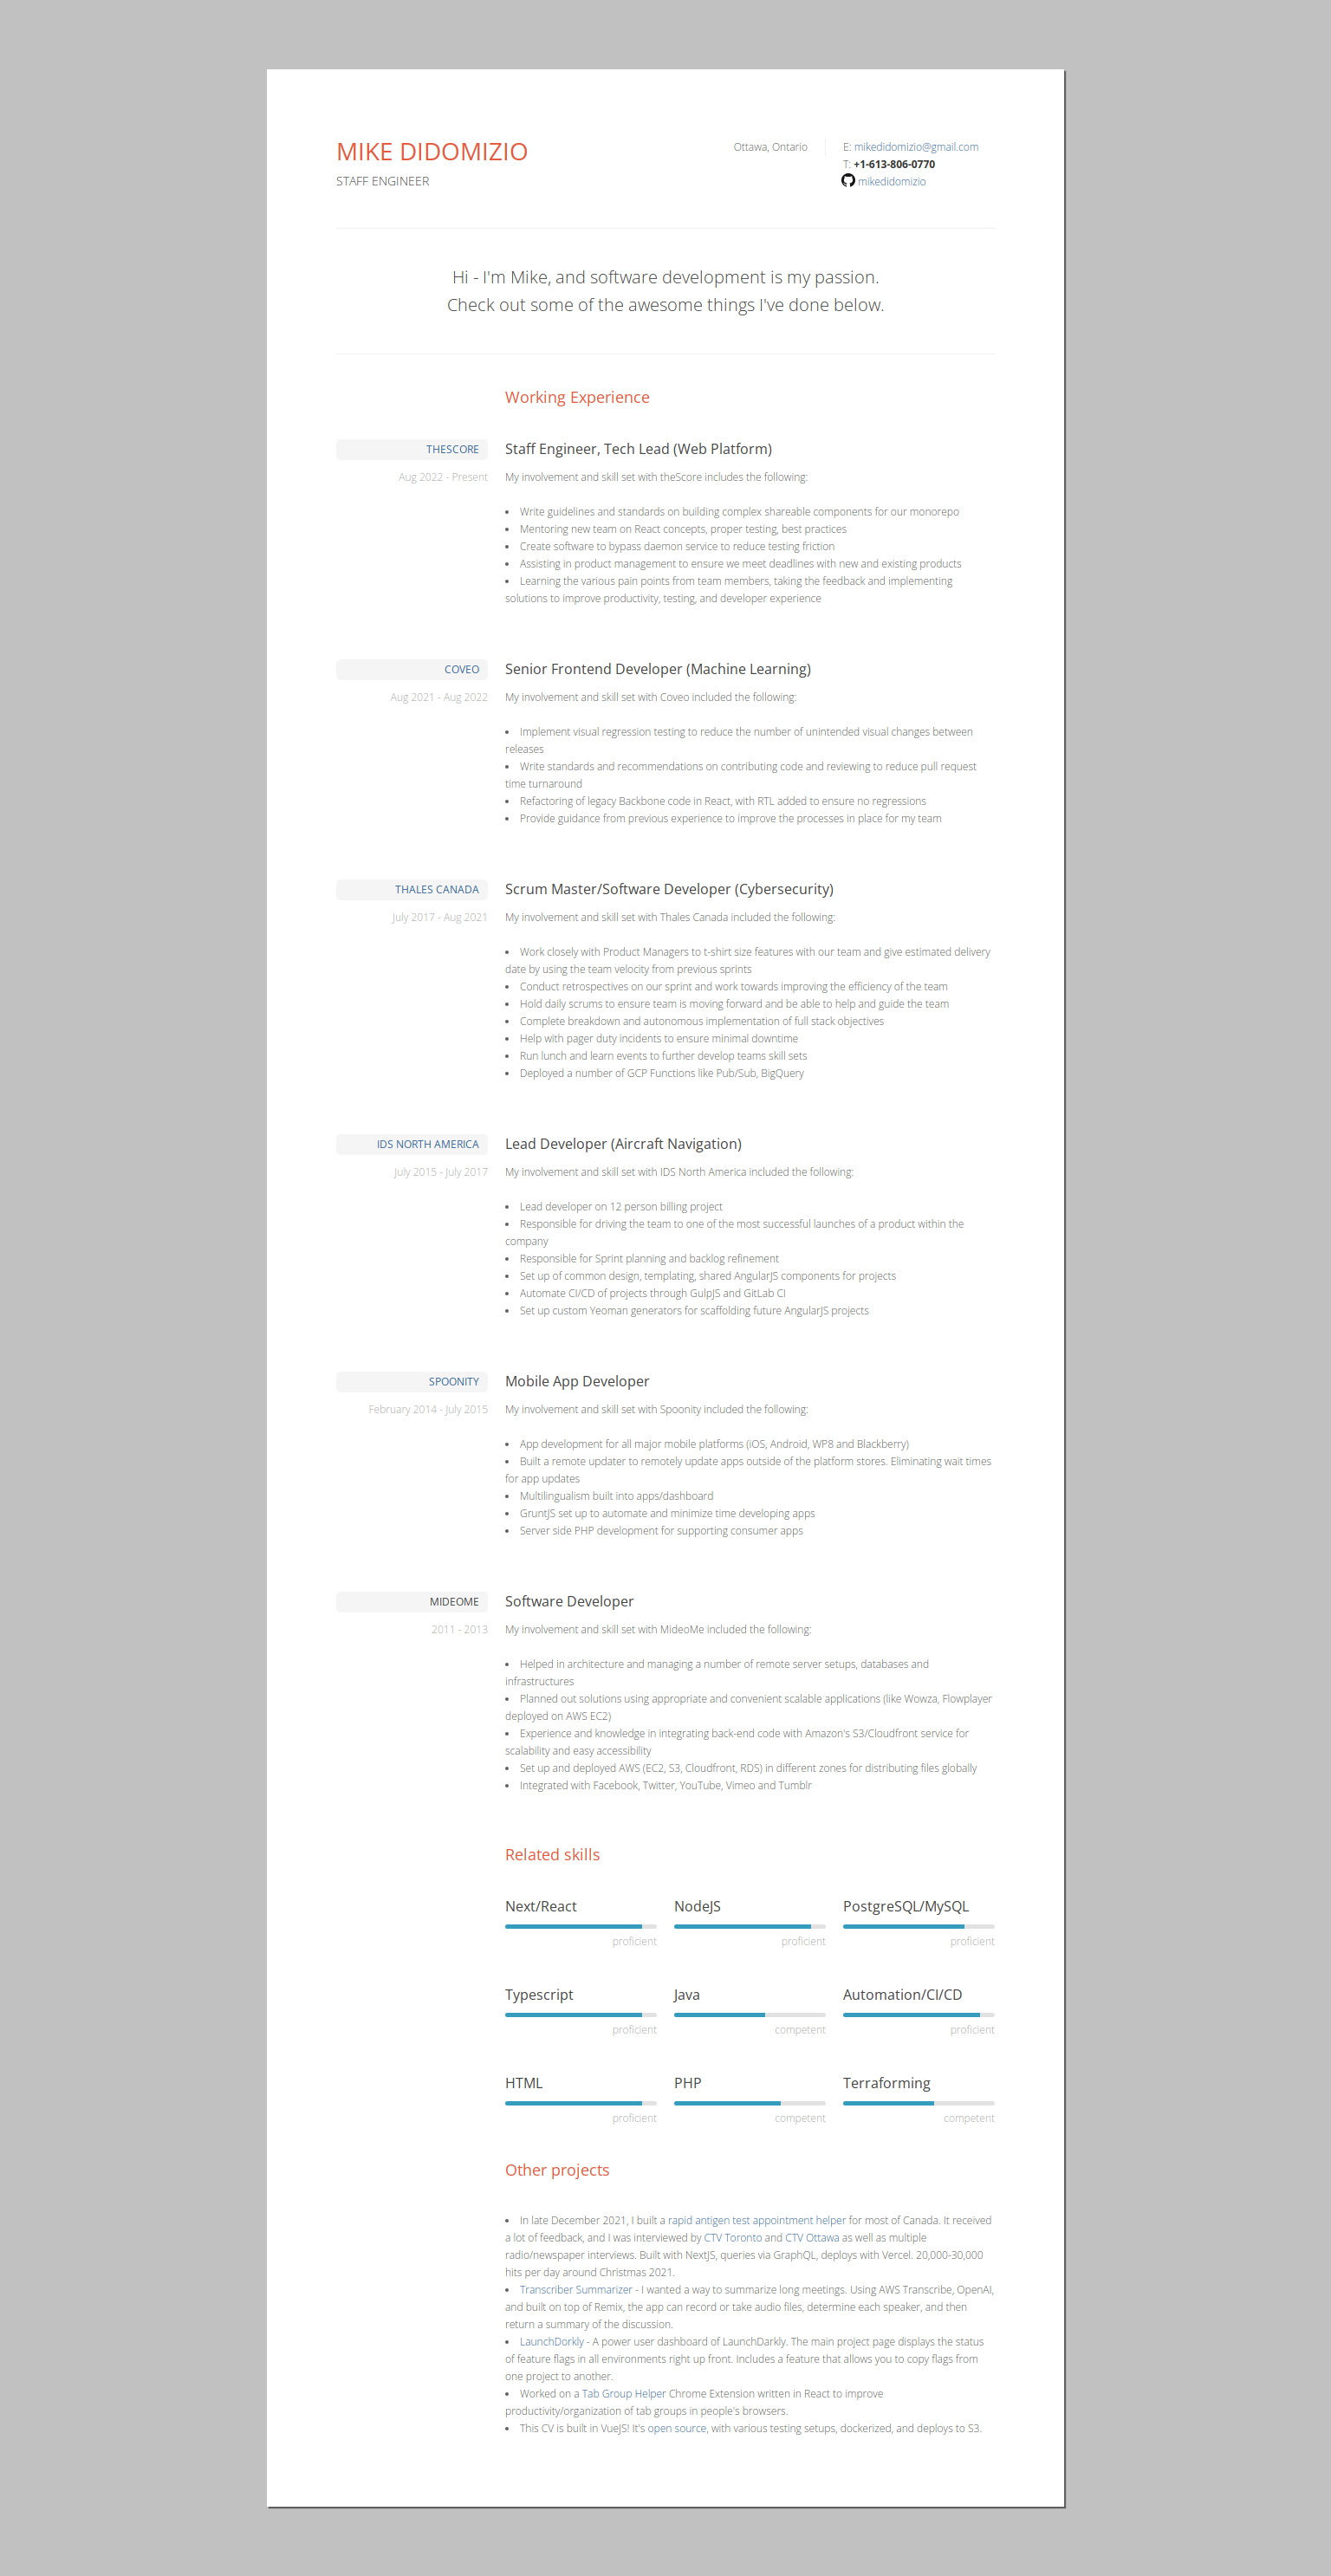 MIKE DIDOMIZIO
STAFF ENGINEER
Ottawa, Ontario
E: mikedidomizio@gmail.com
T: +1-613-806-0770
mikedidomizio
Hi - I'm Mike, and software development is my passion.
Check out some of the awesome things I've done below.
Working Experience
THESCORE
Aug 2022 - Present
Staff Engineer, Tech Lead (Web Platform)
My involvement and skill set with theScore includes the following:
• Write guidelines and standards on building complex shareable components for our monorepo
• Mentoring new team on React concepts, proper testing, best practices
• Create software to bypass daemon service to reduce testing friction
• Assisting in product management to ensure we meet deadlines with new and existing products
• Learning the various pain points from team members, taking the feedback and implementing
solutions to improve productivity, testing, and developer experience
COVEO
Aug 2021 - Aug 2022
Senior Frontend Developer (Machine Learning)
My involvement and skill set with Coveo included the following:
• Implement visual regression testing to reduce the number of unintended visual changes between
releases
• Write standards and recommendations on contributing code and reviewing to reduce pull request
time turnaround
• Refactoring of legacy Backbone code in React, with RTL added to ensure no regressions
• Provide guidance from previous experience to improve the processes in place for my team
THALES CANADA
July 2017 - Aug 2021
Scrum Master/Software Developer (Cybersecurity)
My involvement and skill set with Thales Canada included the following:
• Work closely with Product Managers to t-shirt size features with our team and give estimated delivery
date by using the team velocity from previous sprints
• Conduct retrospectives on our sprint and work towards improving the efficiency of the team
• Hold daily scrums to ensure team is moving forward and be able to help and guide the team
• Complete breakdown and autonomous implementation of full stack objectives
• Help with pager duty incidents to ensure minimal downtime
• Run lunch and learn events to further develop teams skill sets
• Deployed a number of GCP Functions like Pub/Sub, BigQuery
IDS NORTH AMERICA
July 2015 - July 2017
Lead Developer (Aircraft Navigation)
My involvement and skill set with IDS North America included the following:
• Lead developer on 12 person billing project
• Responsible for driving the team to one of the most successful launches of a product within the
company
• Responsible for Sprint planning and backlog refinement
• Set up of common design, templating, shared AngularJS components for projects
• Automate CI/CD of projects through GulpJS and GitLab CI
• Set up custom Yeoman generators for scaffolding future AngularJS projects
SPOONITY
February 2014 - July 2015
Mobile App Developer
My involvement and skill set with Spoonity included the following:
• App development for all major mobile platforms (iOS, Android, WP8 and Blackberry)
• Built a remote updater to remotely update apps outside of the platform stores. Eliminating wait times
for app updates
• Multilingualism built into apps/dashboard
• GruntJS set up to automate and minimize time developing apps
• Server side PHP development for supporting consumer apps
MIDEOME
2011 - 2013
Software Developer
My involvement and skill set with MideoMe included the following:
• Helped in architecture and managing a number of remote server setups, databases and
infrastructures
• Planned out solutions using appropriate and convenient scalable applications (like Wowza, Flowplayer
deployed on AWS EC2)
• Experience and knowledge in integrating back-end code with Amazon's S3/Cloudfront service for
scalability and easy accessibility
• Set up and deployed AWS (EC2, S3, Cloudfront, RDS) in different zones for distributing files globally
• Integrated with Facebook, Twitter, YouTube, Vimeo and Tumblr
Related skills
Next/React
proficient
NodeJS
proficient
PostgreSQL/MySQL
proficient
Typescript
proficient
Java
competent
Automation/CI/CD
proficient
HTML
proficient
PHP
competent
Terraforming
competent
Other projects
• In late December 2021, I built a rapid antigen test appointment helper for most of Canada. It received
a lot of feedback, and I was interviewed by CTV Toronto and CTV Ottawa as well as multiple
radio/newspaper interviews. Built with NextJS, queries via GraphQL, deploys with Vercel. 20,000-30,000
hits per day around Christmas 2021.
• Transcriber Summarizer - I wanted a way to summarize long meetings. Using AWS Transcribe, OpenAI,
and built on top of Remix, the app can record or take audio files, determine each speaker, and then
return a summary of the discussion.
• LaunchDorkly - A power user dashboard of LaunchDarkly. The main project page displays the status
of feature flags in all environments right up front. Includes a feature that allows you to copy flags from
one project to another.
• Worked on a Tab Group Helper Chrome Extension written in React to improve
productivity/organization of tab groups in people's browsers.
• This CV is built in VueJS! It's open source, with various testing setups, dockerized, and deploys to S3.